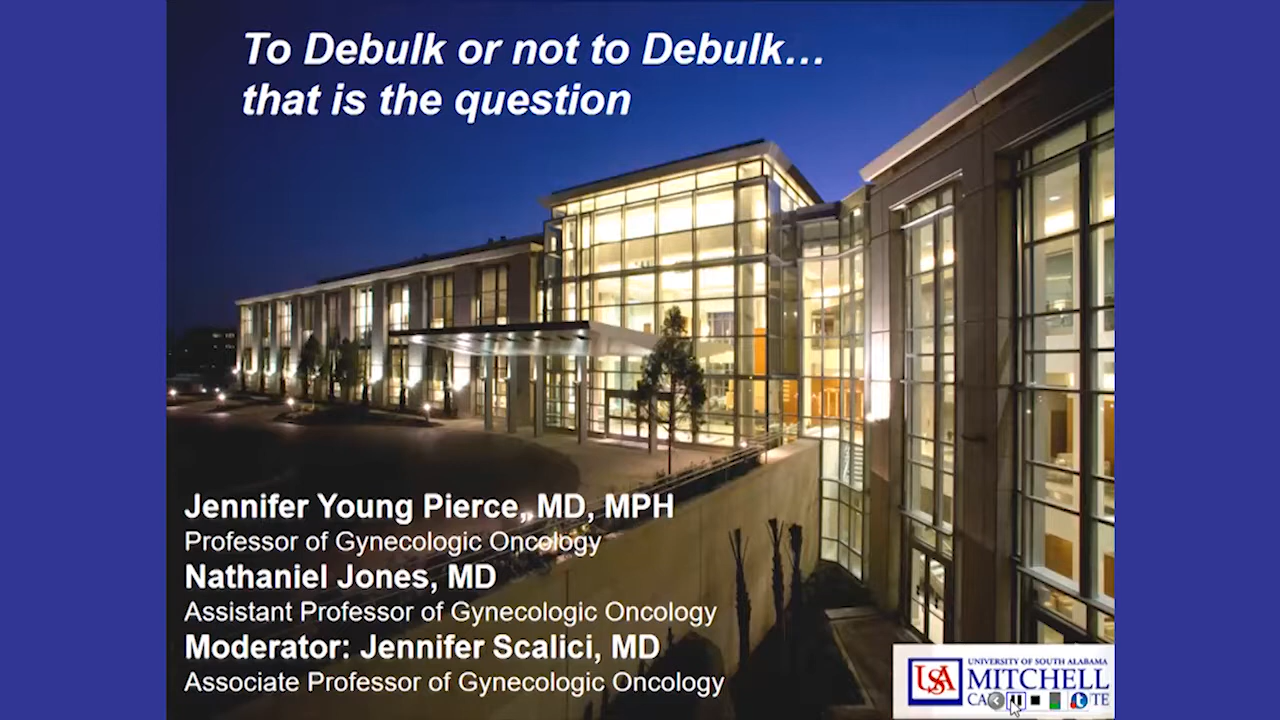 To Debulk or not to Debulk…
that is the question
Jennifer Young Pierce, MD, MPH
Professor of Gynecologic Oncology
Nathaniel Jones, MD
Assistant Professor of Gynecologic Oncology
Moderator: Jennifer Scalici, MD
Associate Professor of Gynecologic Oncology
USA
UNIVERSITY OF SOUTH ALABAMA
MITCHELL